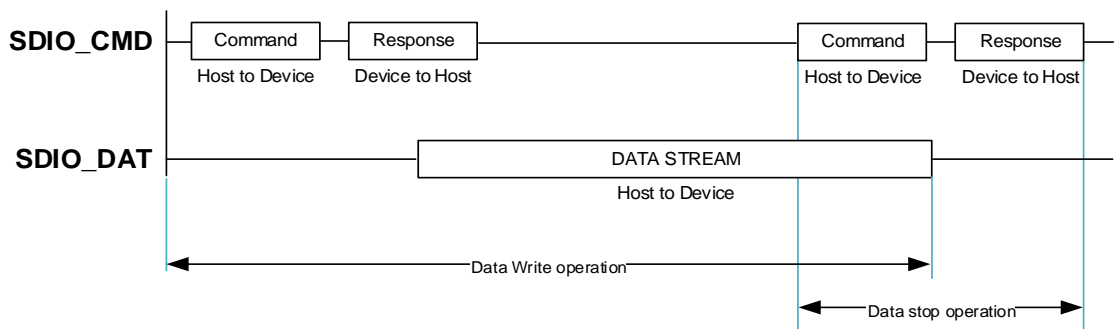 SDIO_CMD
Command
Response
Command
Response
Host to Device
Device to Host
Host to Device
Device to Host
SDIO_DAT
DATA STREAM
Host to Device
Data Write operation
Data stop operation